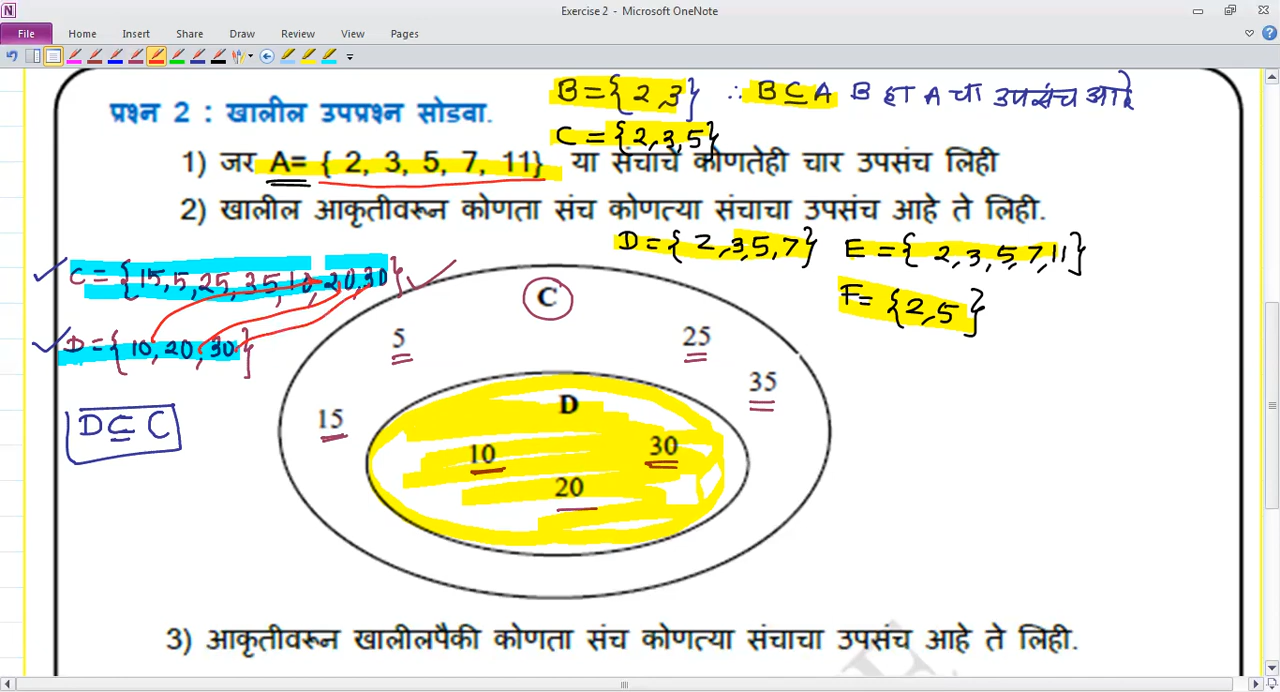 Exercise 2 - Microsoft OneNote
File Home Insert Share Draw Review View Pages
B = { 2 ,3 } ∴ B ⊆ A B हा A चा उपसंच आहे
प्रश्न 2 : खालील उपप्रश्न सोडवा.
C = {2,3,5}
1) जर A= { 2, 3, 5, 7, 11} या संचाचे कोणतेही चार उपसंच लिही
2) खालील आकृतीवरून कोणता संच कोणत्या संचाचा उपसंच आहे ते लिही.
D = { 2 ,3,5,7} E = { 2,3,5,7,11}
C = {15,5,25,35,10,20,30}
F= {2,5}
C
5 25
D = { 10, 20, 30 }
35
D
15
D ⊆ C
10 30
20
3) आकृतीवरून खालीलपैकी कोणता संच कोणत्या संचाचा उपसंच आहे ते लिही.